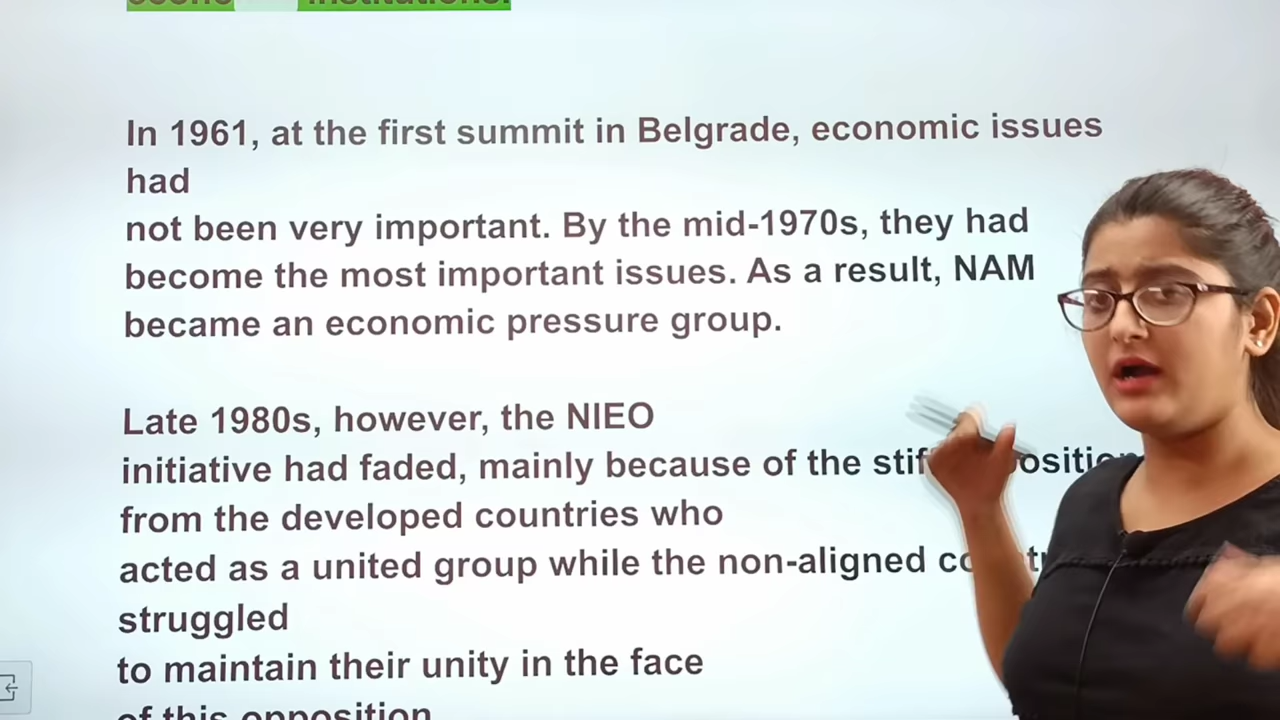 institutions.
In 1961, at the first summit in Belgrade, economic issues
had
not been very important. By the mid-1970s, they had
become the most important issues. As a result, NAM
became an economic pressure group.
Late 1980s, however, the NIEO
initiative had faded, mainly because of the
from the developed countries who
acted as a united group while the non-aligned
struggled
to maintain their unity in the face
of this opposition